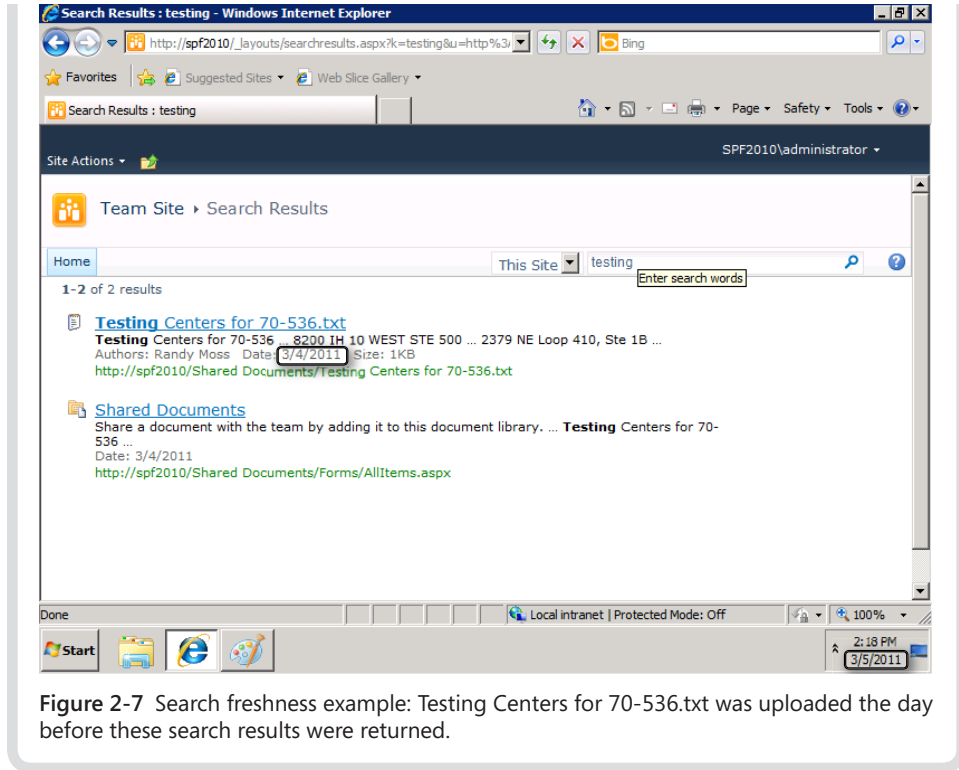 Search Results : testing - Windows Internet Explorer
http://spf2010/_layouts/searchresults.aspx?k=testing&u=http%3/
Bing
Favorites Suggested Sites Web Slice Gallery
Search Results : testing
Page Safety Tools
SPF2010\administrator
Site Actions
Team Site Search Results
Home
This Site testing
Enter search words
1-2 of 2 results
Testing Centers for 70-536.txt
Testing Centers for 70-536 ... 8200 IH 10 WEST STE 500 ... 2379 NE Loop 410, Ste 1B ...
Authors: Randy Moss Date: 3/4/2011 Size: 1KB
http://spf2010/Shared Documents/Testing Centers for 70-536.txt
Shared Documents
Share a document with the team by adding it to this document library. ... Testing Centers for 70-
536 ...
Date: 3/4/2011
http://spf2010/Shared Documents/Forms/AllItems.aspx
Done Local intranet | Protected Mode: Off 100%
Start
2:18 PM
3/5/2011
Figure 2-7 Search freshness example: Testing Centers for 70-536.txt was uploaded the day
before these search results were returned.